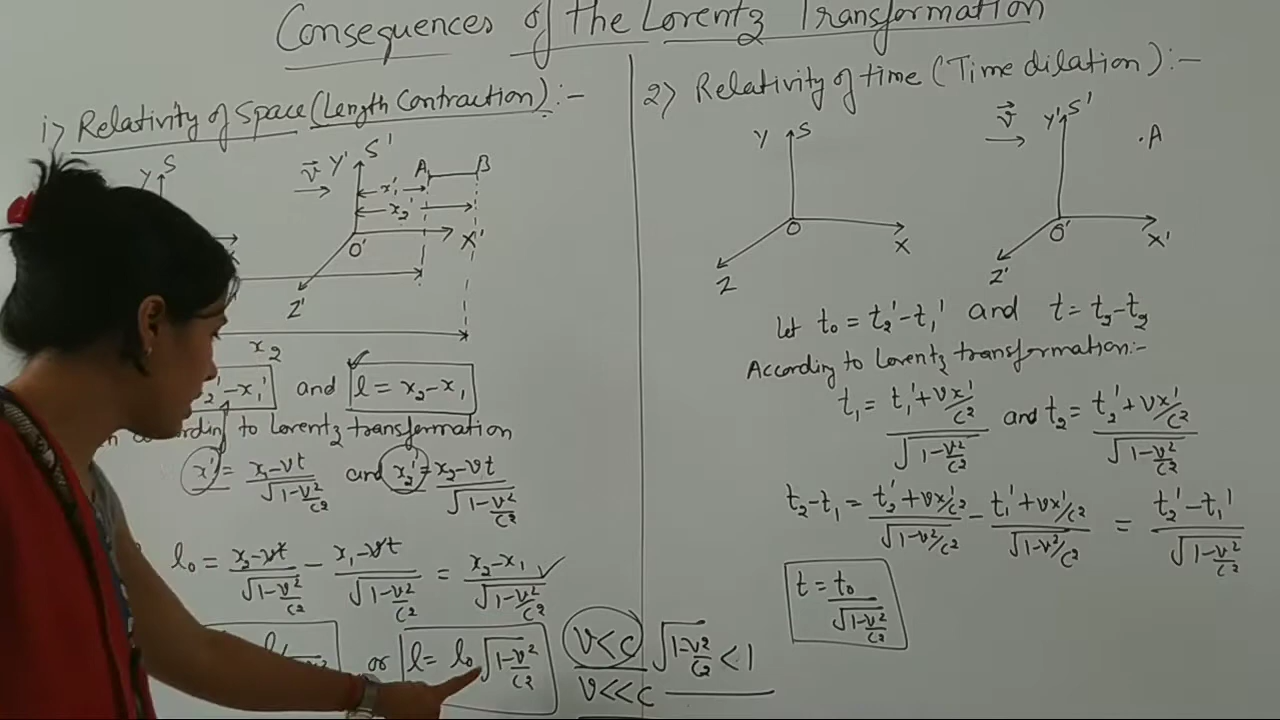 Consequences of the Lorentz Transformation
i) Relativity of Space (Length Contraction) :-
Y S
v⃗ Y' S' A B
x₁'
x₂'
O' X'
Z'
x₂
₂'-x₁' and l = x₂-x₁
according to Lorentz transformation
x' = x₁-vt/√(1-v²/c²) and x₂' = x₂-vt/√(1-v²/c²)
l₀ = x₂-vt/√(1-v²/c²) - x₁-vt/√(1-v²/c²) = x₂-x₁/√(1-v²/c²) ✓
or l = l₀ √(1-v²/c²)
v<c √(1-v²/c²) < 1
v<<c
2) Relativity of time (Time dilation) :-
Y S v⃗ Y' S' .A
O X O' X'
Z Z'
Let t₀ = t₂'-t₁' and t = t₂-t₂
According to Lorentz transformation:-
t₁ = t₁'+vx'/c²/√(1-v²/c²) and t₂ = t₂'+vx'/c²/√(1-v²/c²)
t₂-t₁ = t₂'+vx'/c²/√(1-v²/c²) - t₁'+vx'/c²/√(1-v²/c²) = t₂'-t₁'/√(1-v²/c²)
t = t₀/√(1-v²/c²)